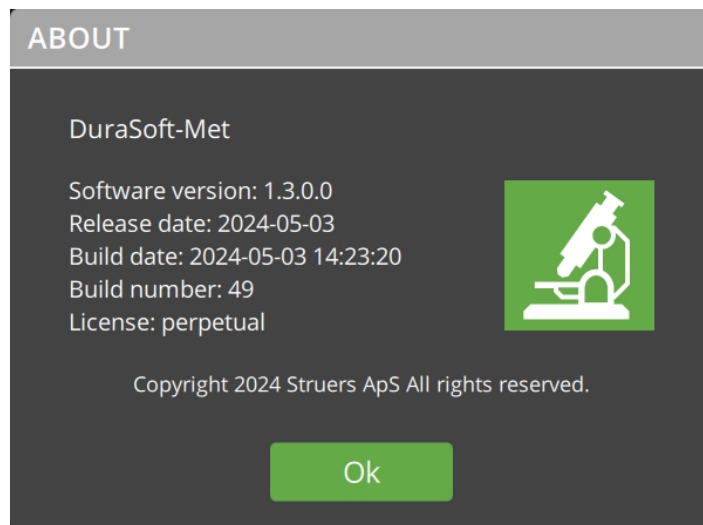 ABOUT
DuraSoft-Met
Software version: 1.3.0.0
Release date: 2024-05-03
Build date: 2024-05-03 14:23:20
Build number: 49
License: perpetual
Copyright 2024 Struers ApS All rights reserved.
Ok